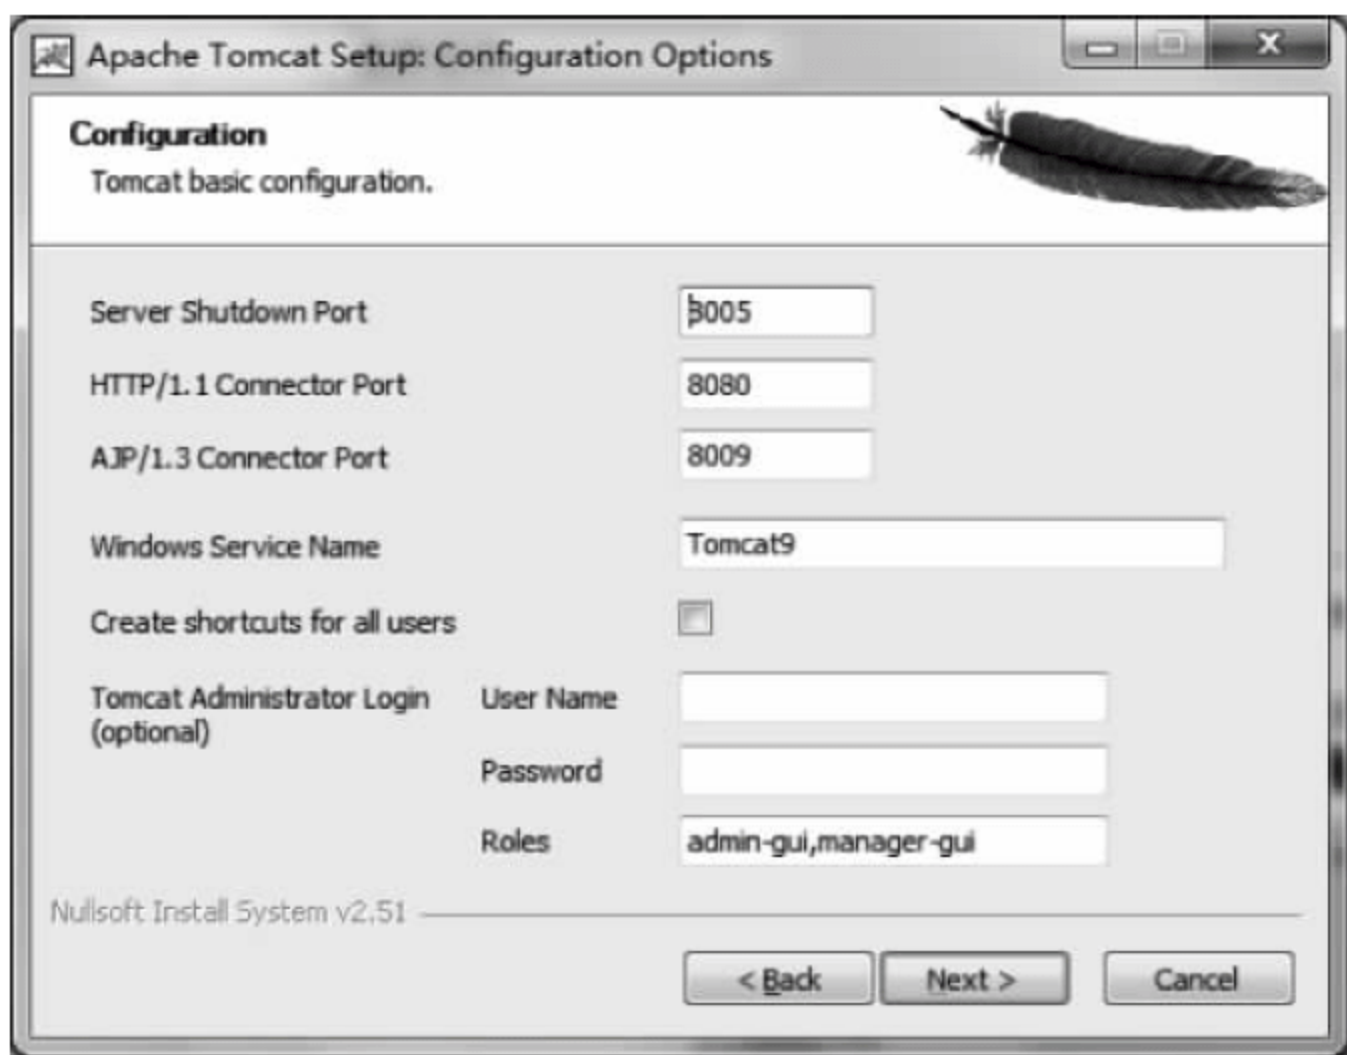 Apache Tomcat Setup: Configuration Options
Configuration
Tomcat basic configuration.
Server Shutdown Port 8005
HTTP/1.1 Connector Port 8080
AJP/1.3 Connector Port 8009
Windows Service Name Tomcat9
Create shortcuts for all users
Tomcat Administrator Login User Name
(optional)
Password
Roles admin-gui,manager-gui
Nullsoft Install System v2.51
< Back Next > Cancel